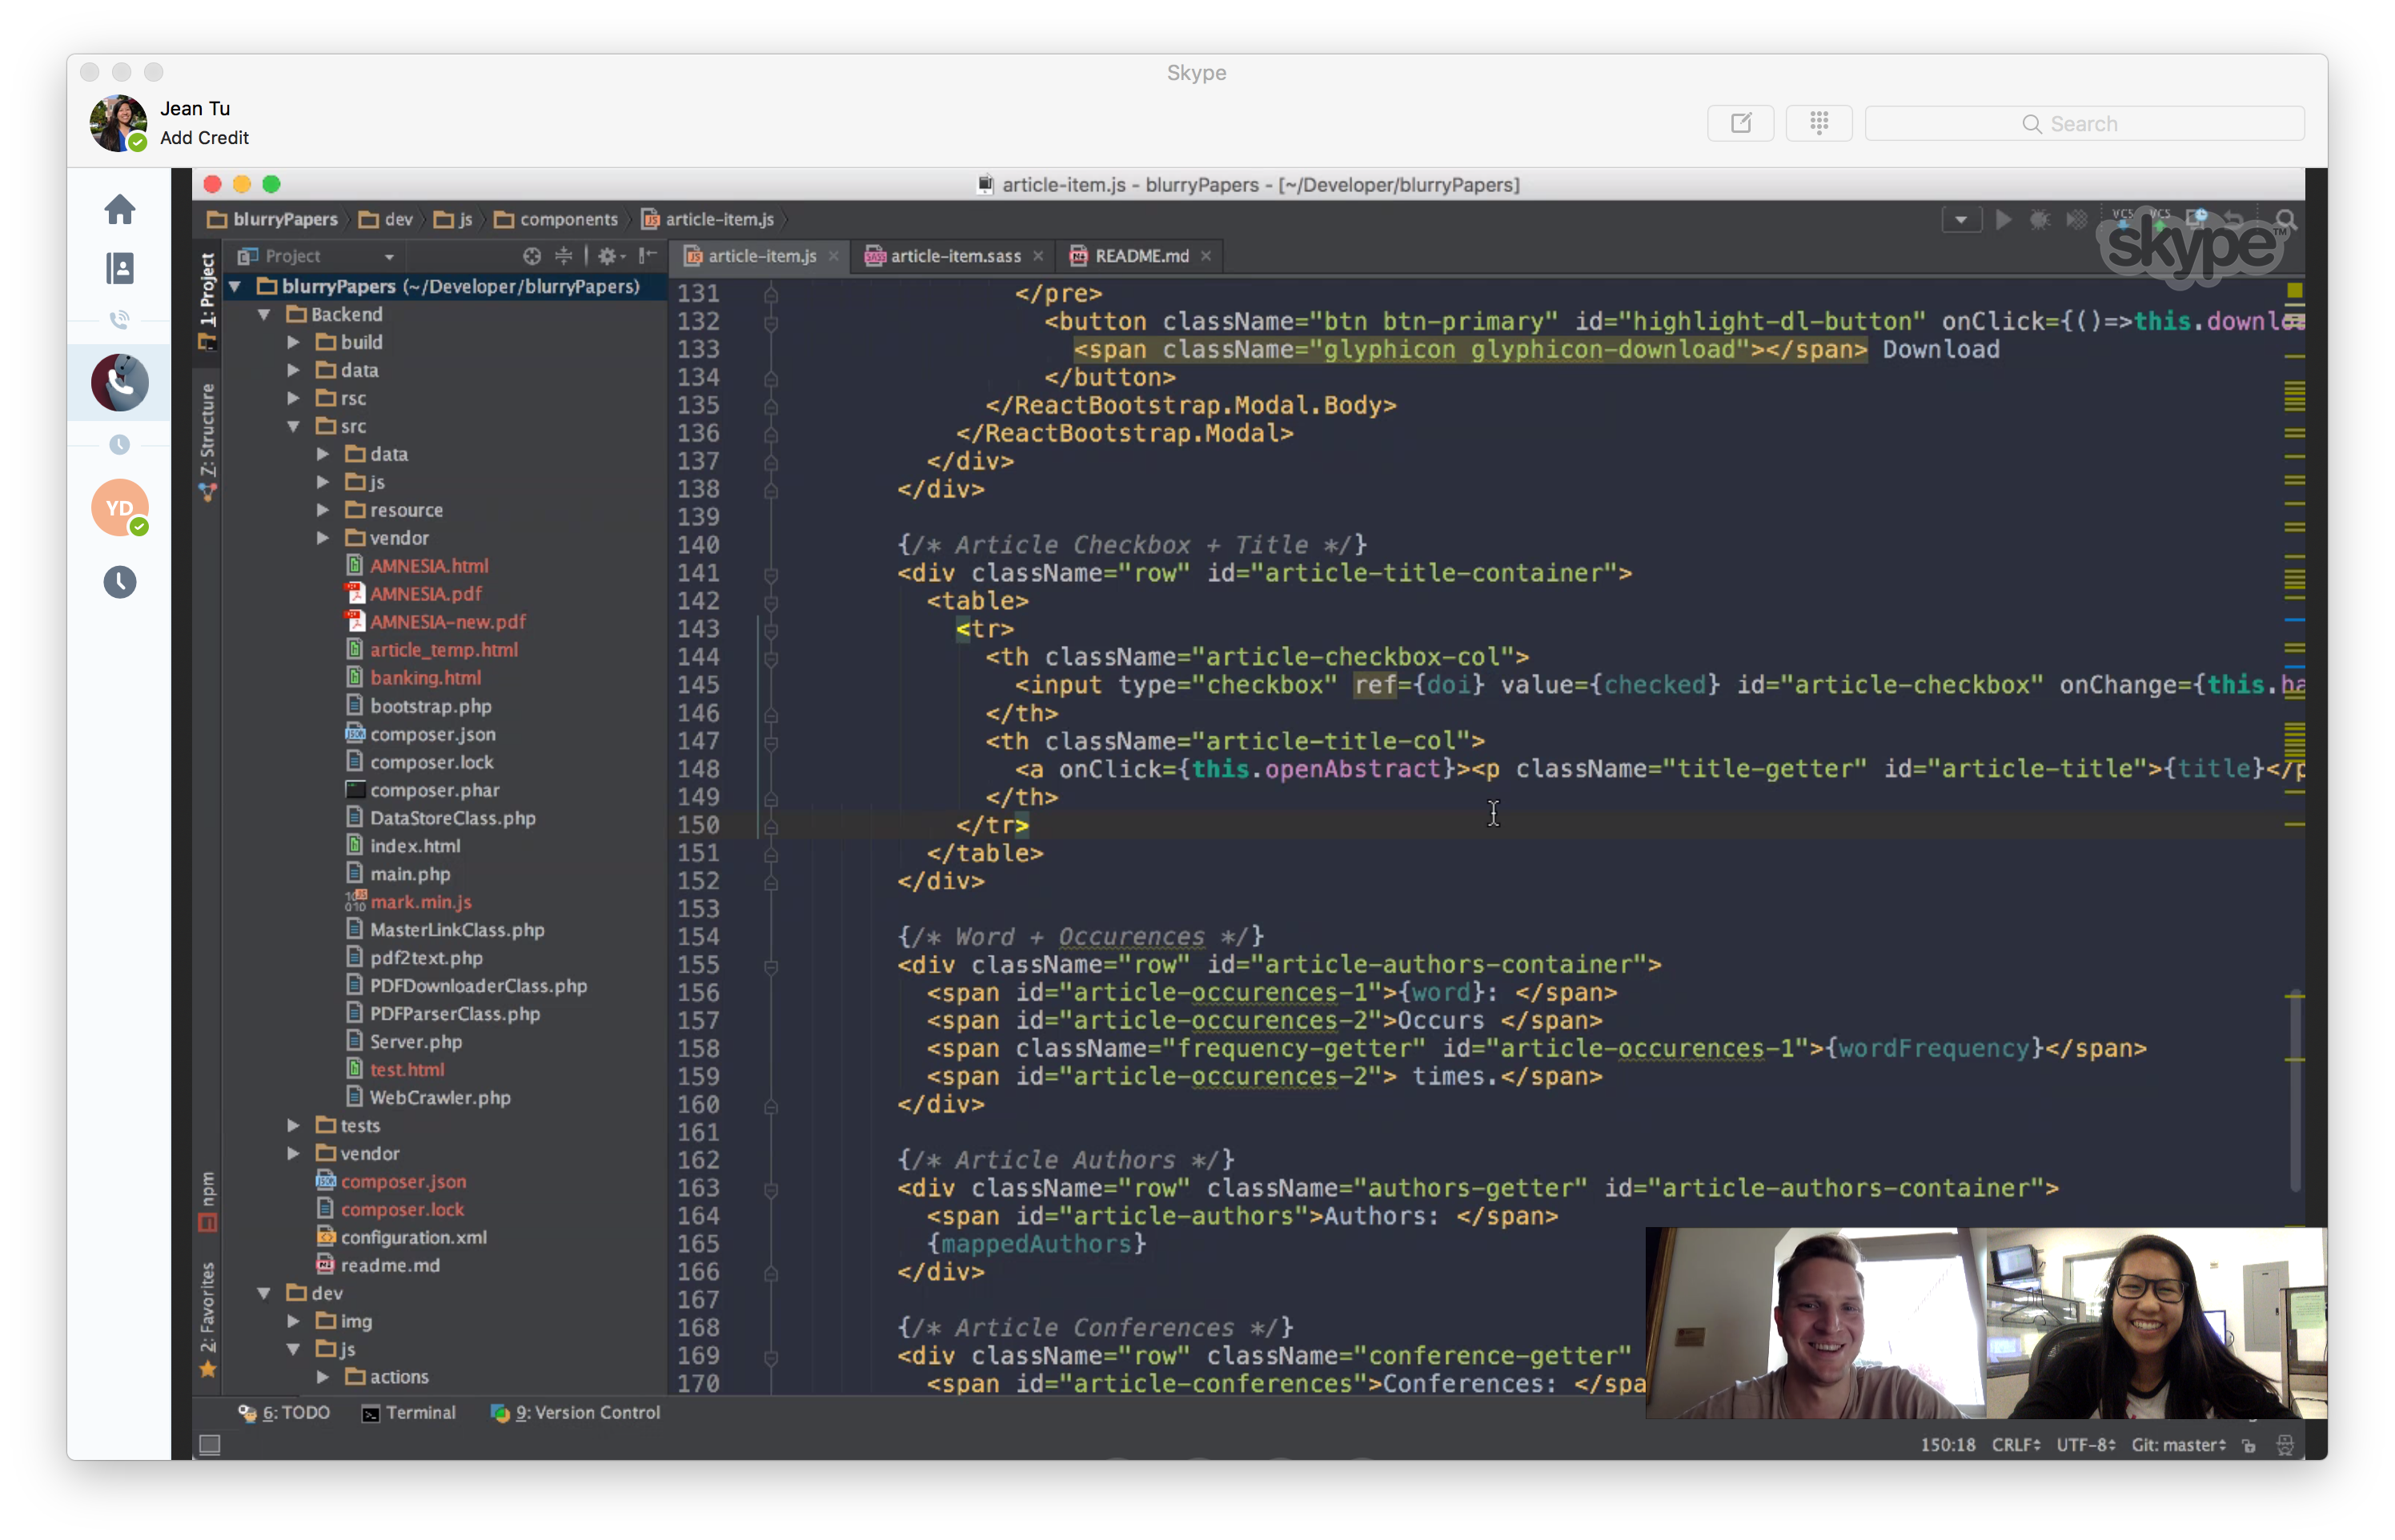 Skype
Jean Tu
Add Credit
Search
YD
article-item.js - blurryPapers - [~/Developer/blurryPapers]
blurryPapers
dev
js
components
article-item.js
VCS
VCS
skype™
1: Project
Project
article-item.js
article-item.sass
README.md
blurryPapers (~/Developer/blurryPapers)
Backend
build
data
rsc
src
data
js
resource
vendor
AMNESIA.html
AMNESIA.pdf
AMNESIA-new.pdf
article_temp.html
banking.html
bootstrap.php
composer.json
composer.lock
composer.phar
DataStoreClass.php
index.html
main.php
mark.min.js
MasterLinkClass.php
pdf2text.php
PDFDownloaderClass.php
PDFParserClass.php
Server.php
test.html
WebCrawler.php
tests
vendor
composer.json
composer.lock
configuration.xml
readme.md
dev
img
js
actions
Z: Structure
npm
2: Favorites
131 </pre>
132 <button className="btn btn-primary" id="highlight-dl-button" onClick={()=>this.downlo
133 <span className="glyphicon glyphicon-download"></span> Download
134 </button>
135 </ReactBootstrap.Modal.Body>
136 </ReactBootstrap.Modal>
137 </div>
138 </div>
139
140 {/* Article Checkbox + Title */}
141 <div className="row" id="article-title-container">
142 <table>
143 <tr>
144 <th className="article-checkbox-col">
145 <input type="checkbox" ref={doi} value={checked} id="article-checkbox" onChange={this.ha
146 </th>
147 <th className="article-title-col">
148 <a onClick={this.openAbstract}><p className="title-getter" id="article-title">{title}</p
149 </th>
150 </tr>
151 </table>
152 </div>
153
154 {/* Word + Occurences */}
155 <div className="row" id="article-authors-container">
156 <span id="article-occurences-1">{word}: </span>
157 <span id="article-occurences-2">Occurs </span>
158 <span className="frequency-getter" id="article-occurences-1">{wordFrequency}</span>
159 <span id="article-occurences-2"> times.</span>
160 </div>
161
162 {/* Article Authors */}
163 <div className="row" className="authors-getter" id="article-authors-container">
164 <span id="article-authors">Authors: </span>
165 {mappedAuthors}
166 </div>
167
168 {/* Article Conferences */}
169 <div className="row" className="conference-getter"
170 <span id="article-conferences">Conferences: </spa
6: TODO
Terminal
9: Version Control
150:18 CRLF UTF-8 Git: master